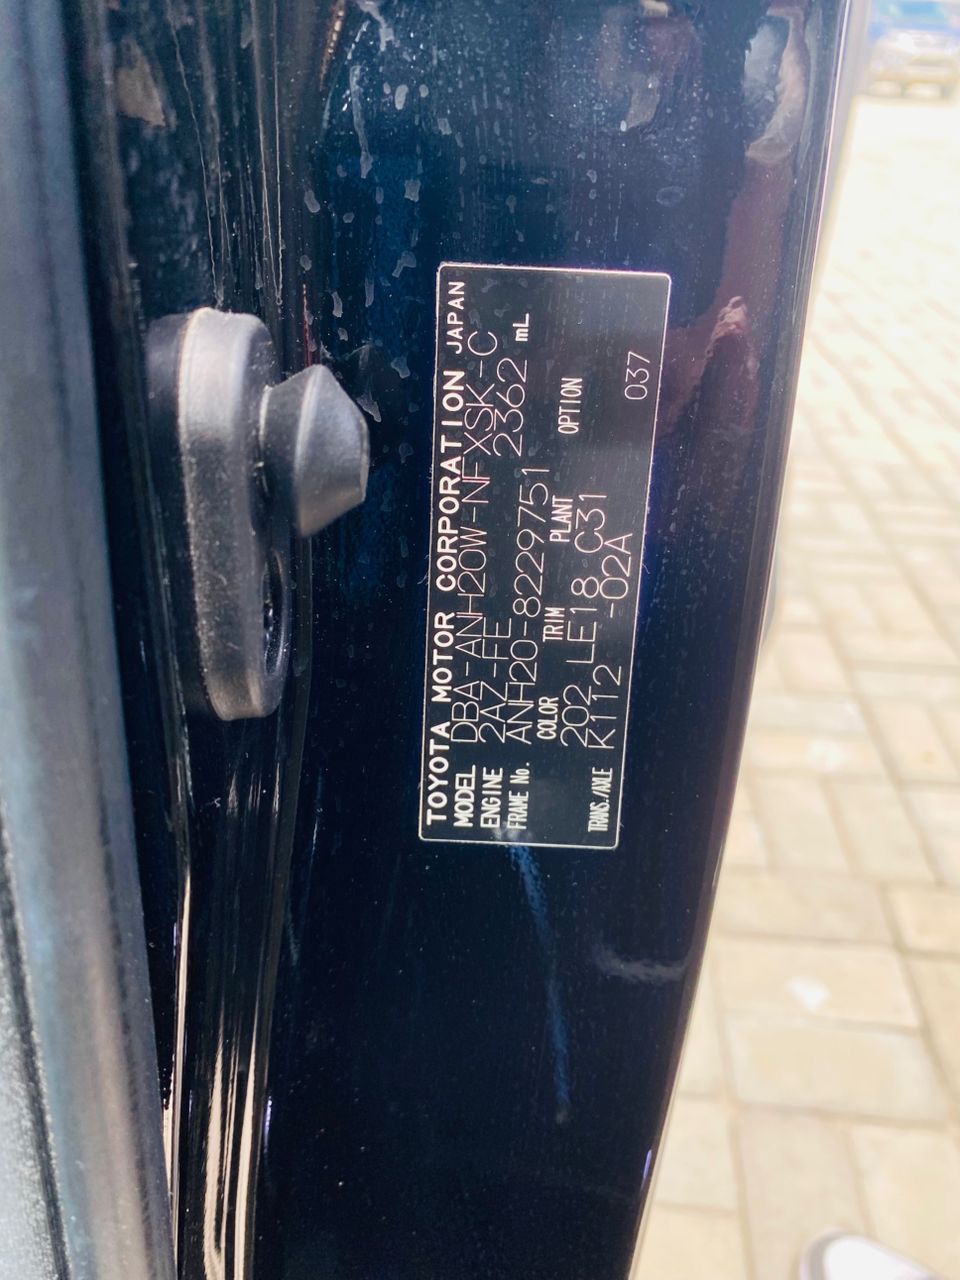 TOYOTA MOTOR CORPORATION JAPAN
MODEL DBA-ANH20W-NFXSK-C
ENGINE 2AZ-FE 2362 mL
FRAME No. ANH20-8229751
COLOR TRIM PLANT OPTION
202 LE18 C31
TRANS./AXLE K112 -02A 037